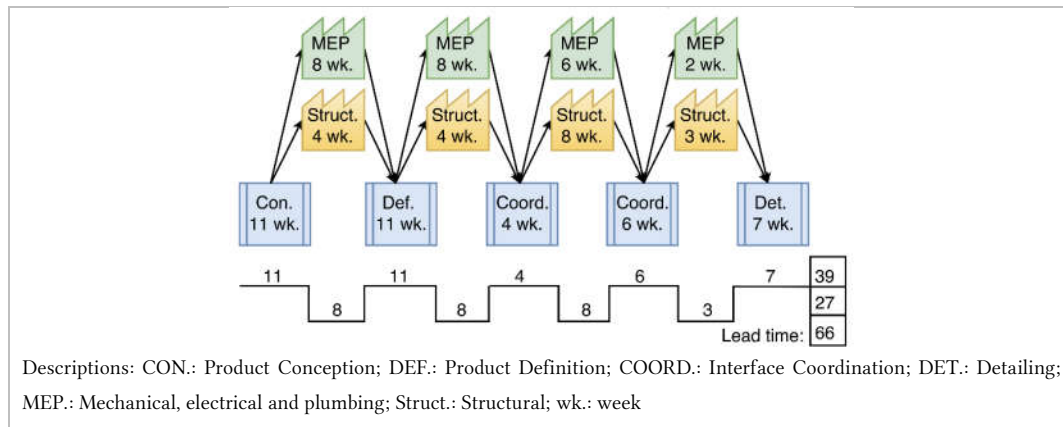 MEP MEP MEP MEP
8 wk. 8 wk. 6 wk. 2 wk.
Struct. Struct. Struct. Struct.
4 wk. 4 wk. 8 wk. 3 wk.
Con. Def. Coord. Coord. Det.
11 wk. 11 wk. 4 wk. 6 wk. 7 wk.
11 11 4 6 7 39
8 8 8 3 27
Lead time: 66
Descriptions: CON.: Product Conception; DEF.: Product Definition; COORD.: Interface Coordination; DET.: Detailing;
MEP.: Mechanical, electrical and plumbing; Struct.: Structural; wk.: week